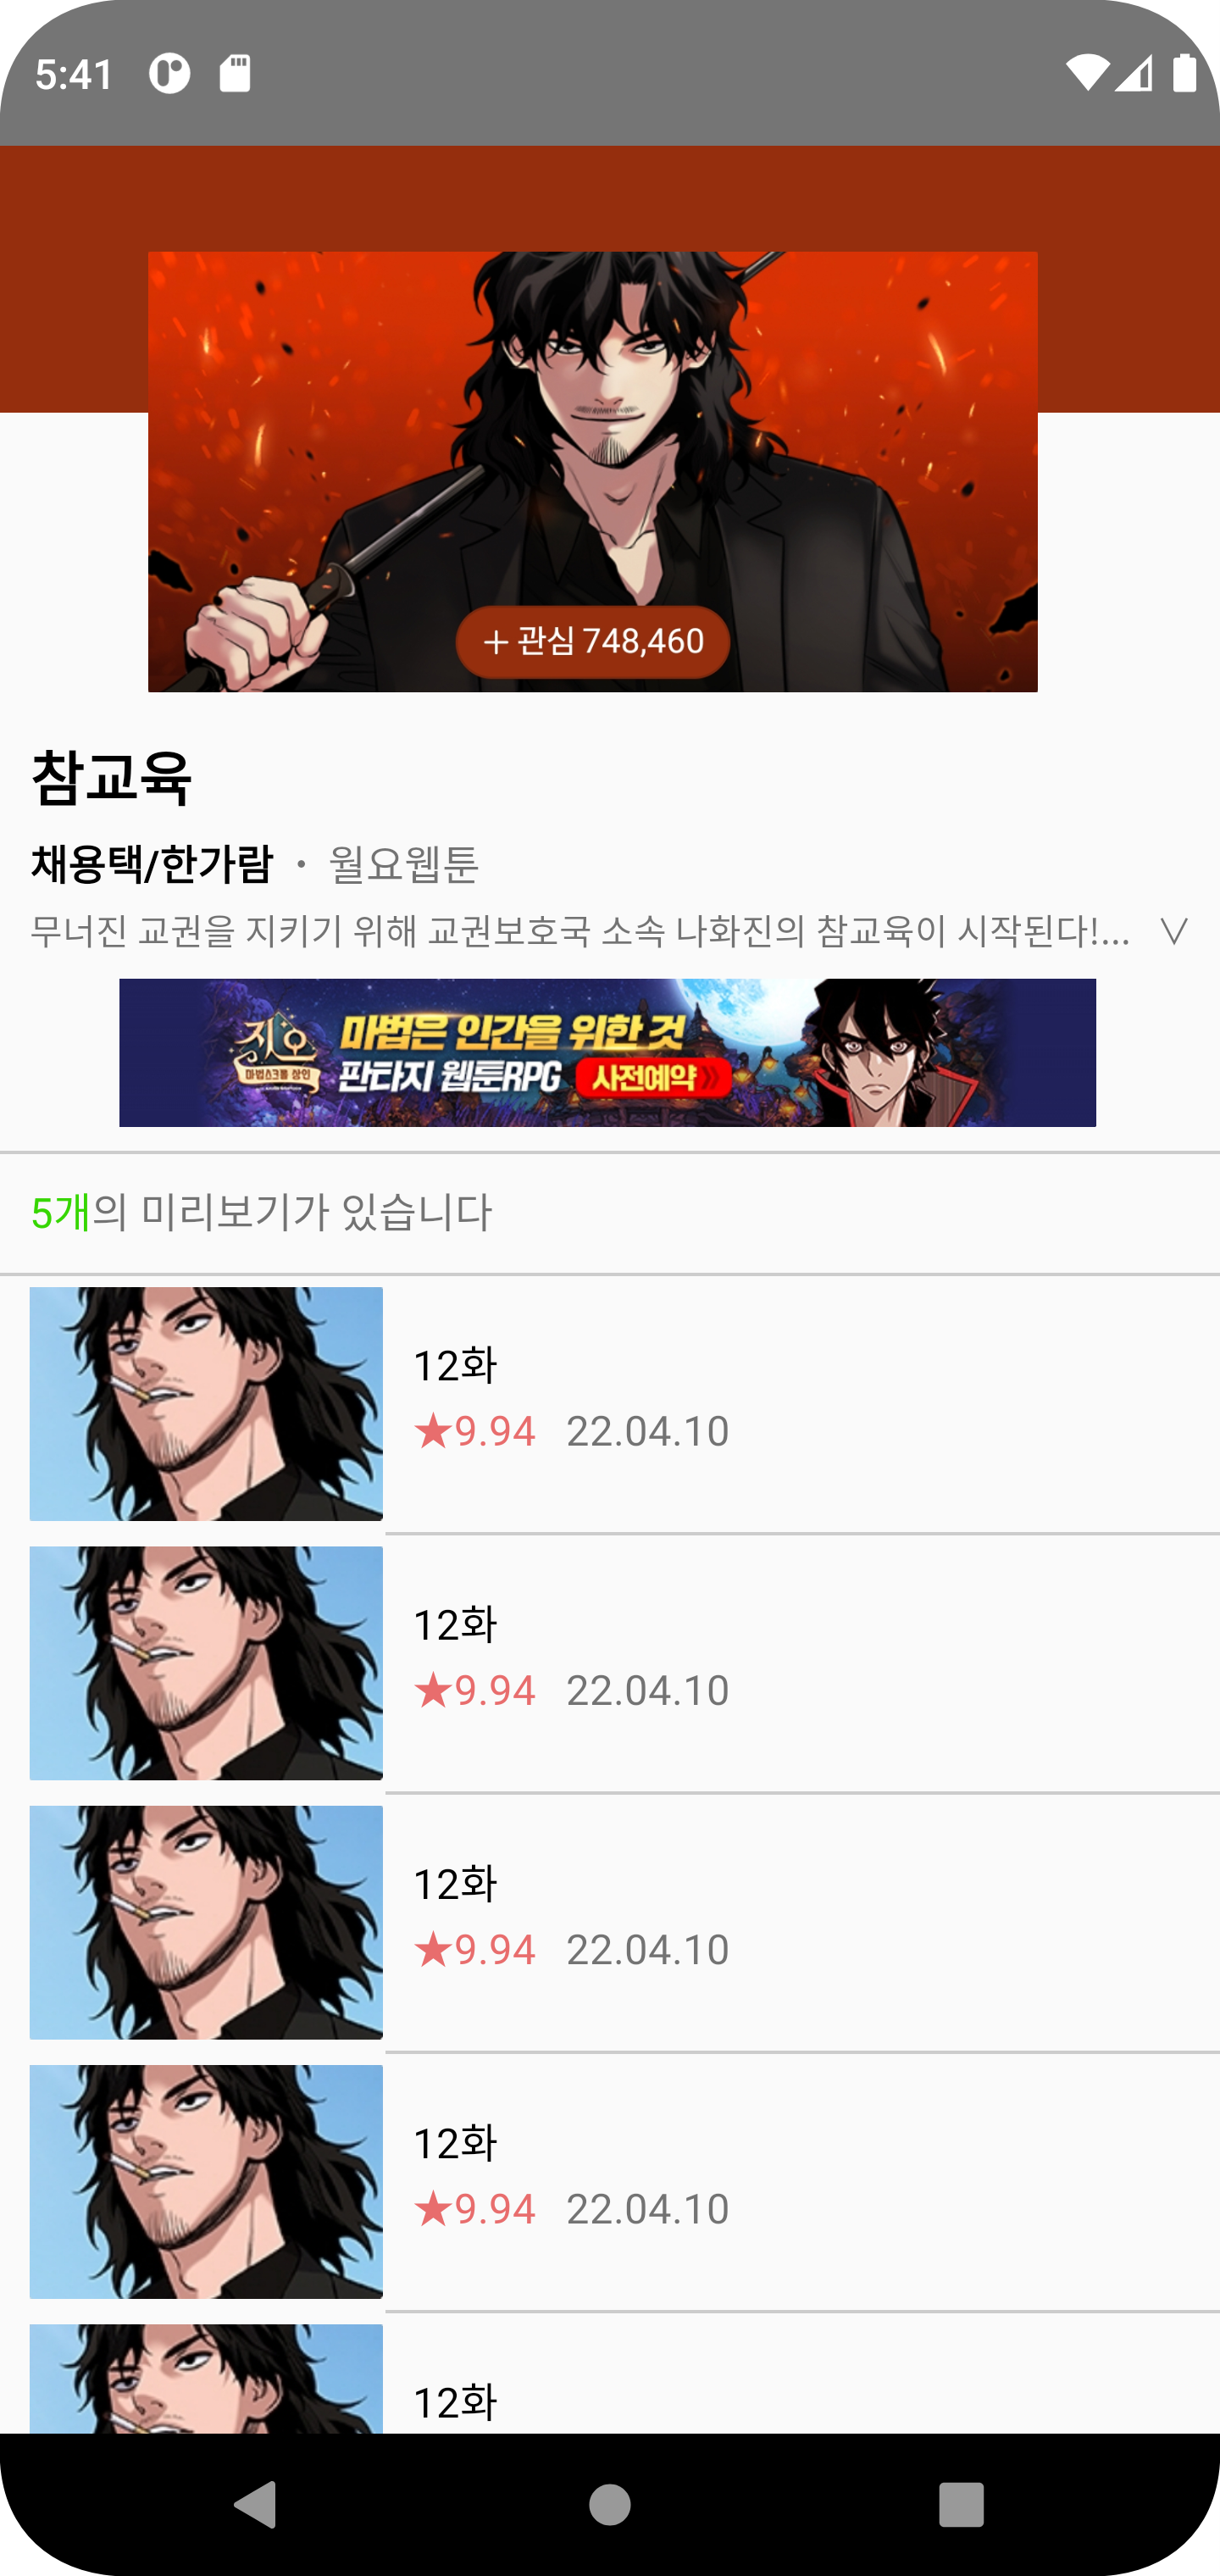 5:41
+ 관심 748,460
참교육
채용택/한가람 · 월요웹툰
무너진 교권을 지키기 위해 교권보호국 소속 나화진의 참교육이 시작된다!...
지오
마법스크롤 상인
마법은 인간을 위한 것
판타지 웹툰RPG 사전예약
5개의 미리보기가 있습니다
12화
★9.94 22.04.10
12화
★9.94 22.04.10
12화
★9.94 22.04.10
12화
★9.94 22.04.10
12화